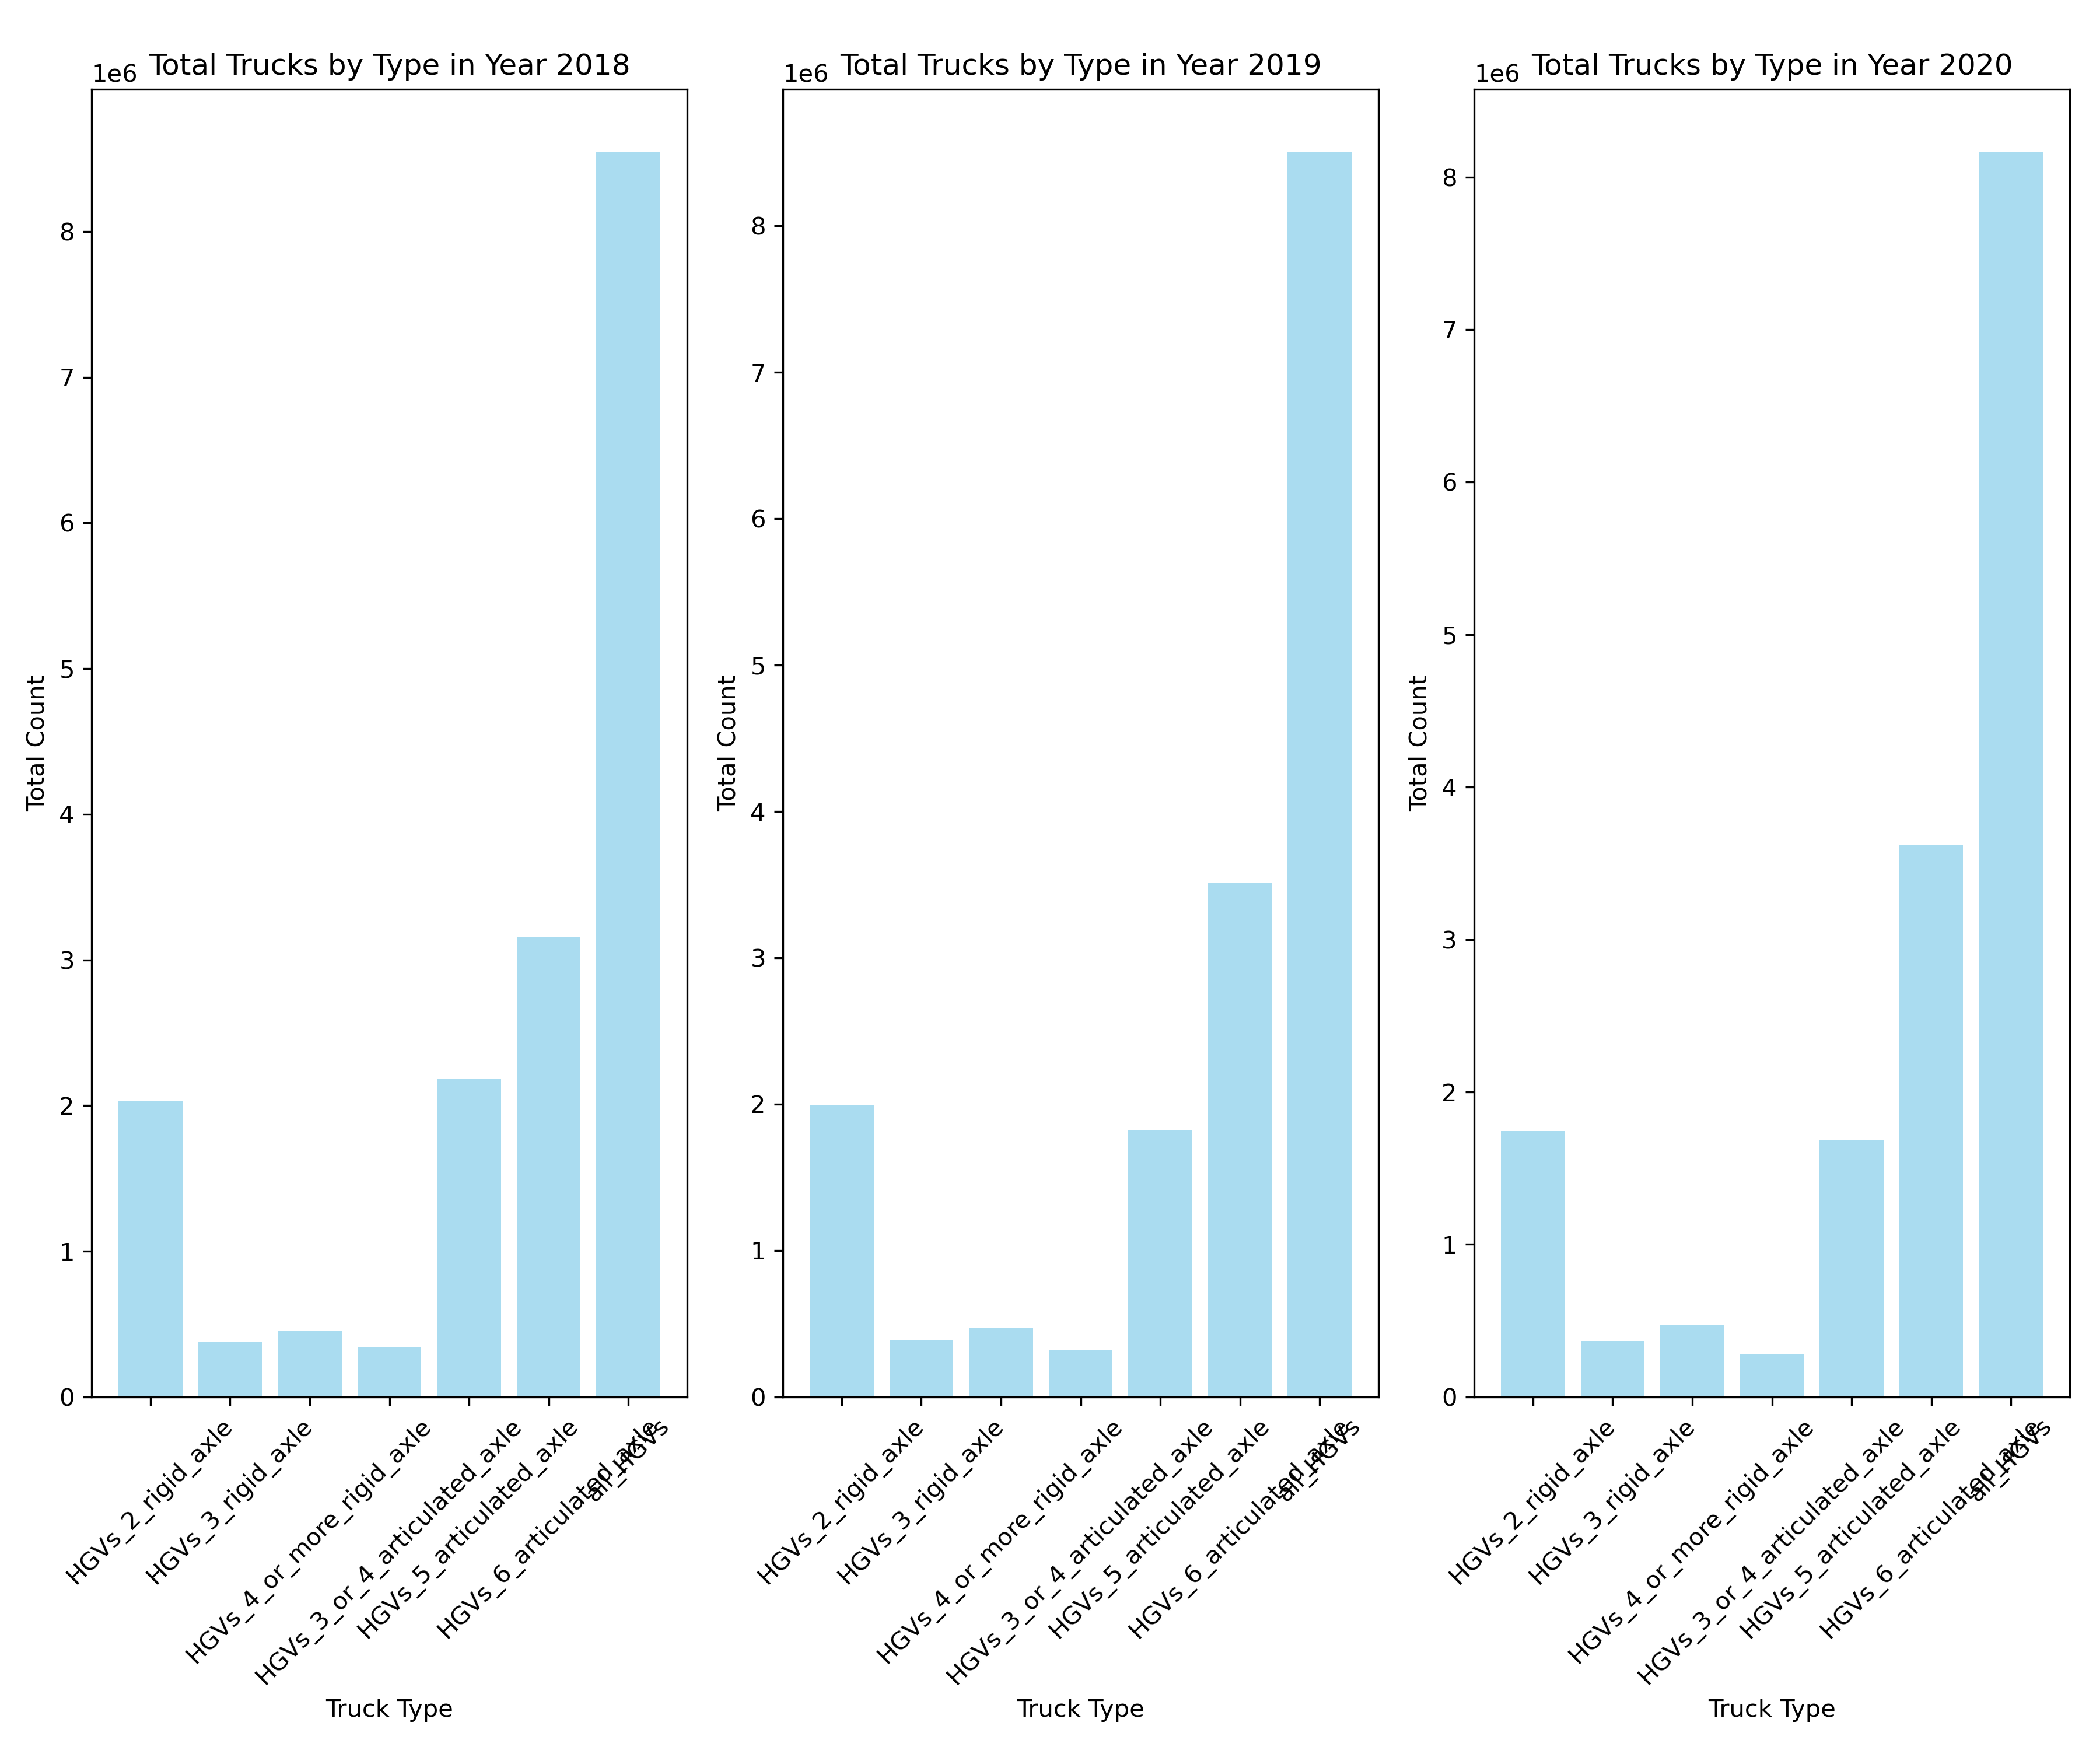 Total Trucks by Type in Year 2018
1e6
8
7
6
5
4
3
2
1
0
Total Count
HGVs_2_rigid_axle
HGVs_3_rigid_axle
HGVs_4_or_more_rigid_axle
HGVs_3_or_4_articulated_axle
HGVs_5_articulated_axle
HGVs_6_articulated_axle
all_HGVs
Truck Type
Total Trucks by Type in Year 2019
1e6
8
7
6
5
4
3
2
1
0
Total Count
HGVs_2_rigid_axle
HGVs_3_rigid_axle
HGVs_4_or_more_rigid_axle
HGVs_3_or_4_articulated_axle
HGVs_5_articulated_axle
HGVs_6_articulated_axle
all_HGVs
Truck Type
Total Trucks by Type in Year 2020
1e6
8
7
6
5
4
3
2
1
0
Total Count
HGVs_2_rigid_axle
HGVs_3_rigid_axle
HGVs_4_or_more_rigid_axle
HGVs_3_or_4_articulated_axle
HGVs_5_articulated_axle
HGVs_6_articulated_axle
all_HGVs
Truck Type